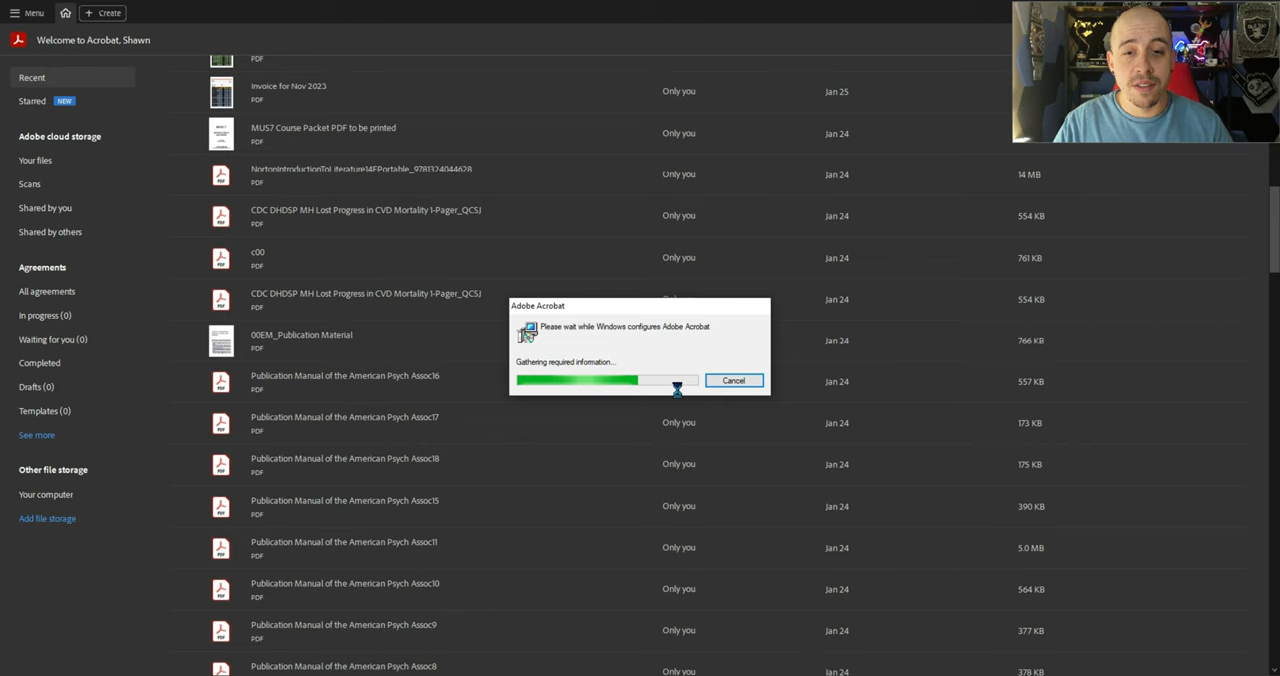 Menu
Create
Welcome to Acrobat, Shawn
Recent
Starred NEW
Adobe cloud storage
Your files
Scans
Shared by you
Shared by others
Agreements
All agreements
In progress (0)
Waiting for you (0)
Completed
Drafts (0)
Templates (0)
See more
Other file storage
Your computer
Add file storage
PDF
Invoice for Nov 2023
PDF
Only you
Jan 25
MUS7 Course Packet PDF to be printed
PDF
Only you
Jan 24
NortonIntroductionToLiterature14EPortable_9781324044628
PDF
Only you
Jan 24
14 MB
CDC DHDSP MH Lost Progress in CVD Mortality 1-Pager_QCSJ
PDF
Only you
Jan 24
554 KB
c00
PDF
Only you
Jan 24
761 KB
CDC DHDSP MH Lost Progress in CVD Mortality 1-Pager_QCSJ
PDF
Jan 24
554 KB
00EM_Publication Material
PDF
Jan 24
766 KB
Publication Manual of the American Psych Assoc16
PDF
Jan 24
557 KB
Publication Manual of the American Psych Assoc17
PDF
Only you
Jan 24
173 KB
Publication Manual of the American Psych Assoc18
PDF
Only you
Jan 24
175 KB
Publication Manual of the American Psych Assoc15
PDF
Only you
Jan 24
390 KB
Publication Manual of the American Psych Assoc11
PDF
Only you
Jan 24
5.0 MB
Publication Manual of the American Psych Assoc10
PDF
Only you
Jan 24
564 KB
Publication Manual of the American Psych Assoc9
PDF
Only you
Jan 24
377 KB
Publication Manual of the American Psych Assoc8
Only you
Jan 24
378 KB
Adobe Acrobat
Please wait while Windows configures Adobe Acrobat
Gathering required information...
Cancel